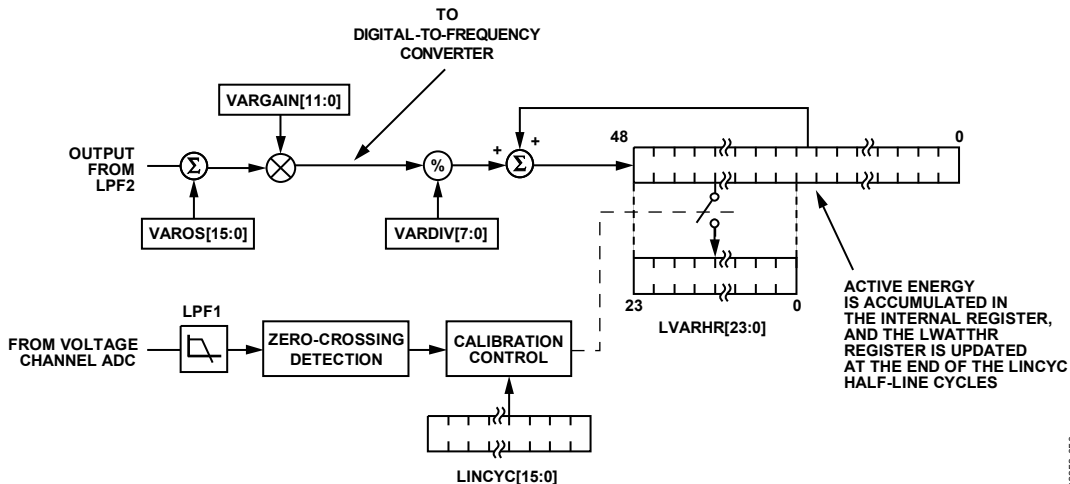 TO
DIGITAL-TO-FREQUENCY
CONVERTER
VARGAIN[11:0]
OUTPUT
FROM
LPF2
Σ
%
+
+
Σ
48
0
VAROS[15:0]
VARDIV[7:0]
23
0
LVARHR[23:0]
ACTIVE ENERGY
IS ACCUMULATED IN
THE INTERNAL REGISTER,
AND THE LWATTHR
REGISTER IS UPDATED
AT THE END OF THE LINCYC
HALF-LINE CYCLES
LPF1
FROM VOLTAGE
CHANNEL ADC
ZERO-CROSSING
DETECTION
CALIBRATION
CONTROL
LINCYC[15:0]